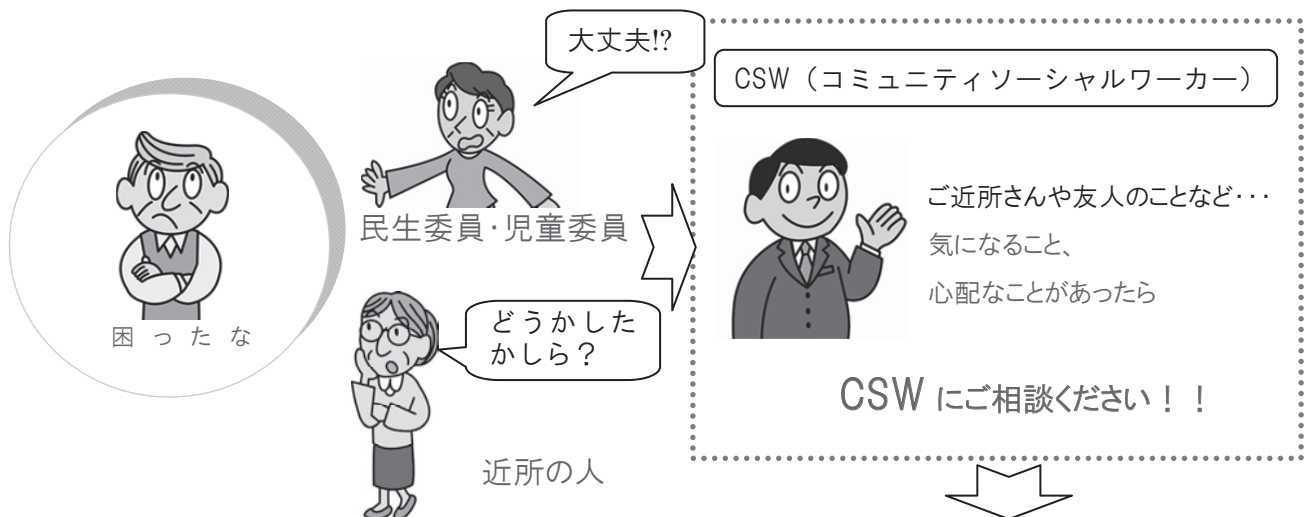 困ったな
大丈夫!?
民生委員・児童委員
どうかした
かしら？
近所の人
CSW（コミュニティソーシャルワーカー）
ご近所さんや友人のことなど･･･
気になること、
心配なことがあったら
CSW にご相談ください！！